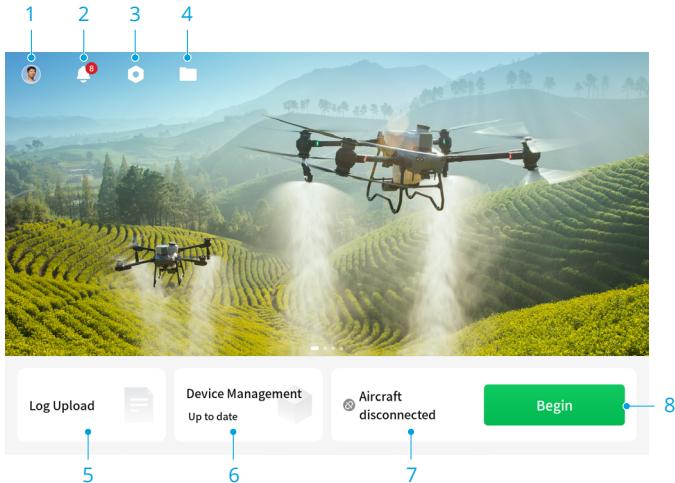 1 2 3 4
8
Log Upload
Device Management
Up to date
Aircraft
disconnected
Begin
8
5 6 7